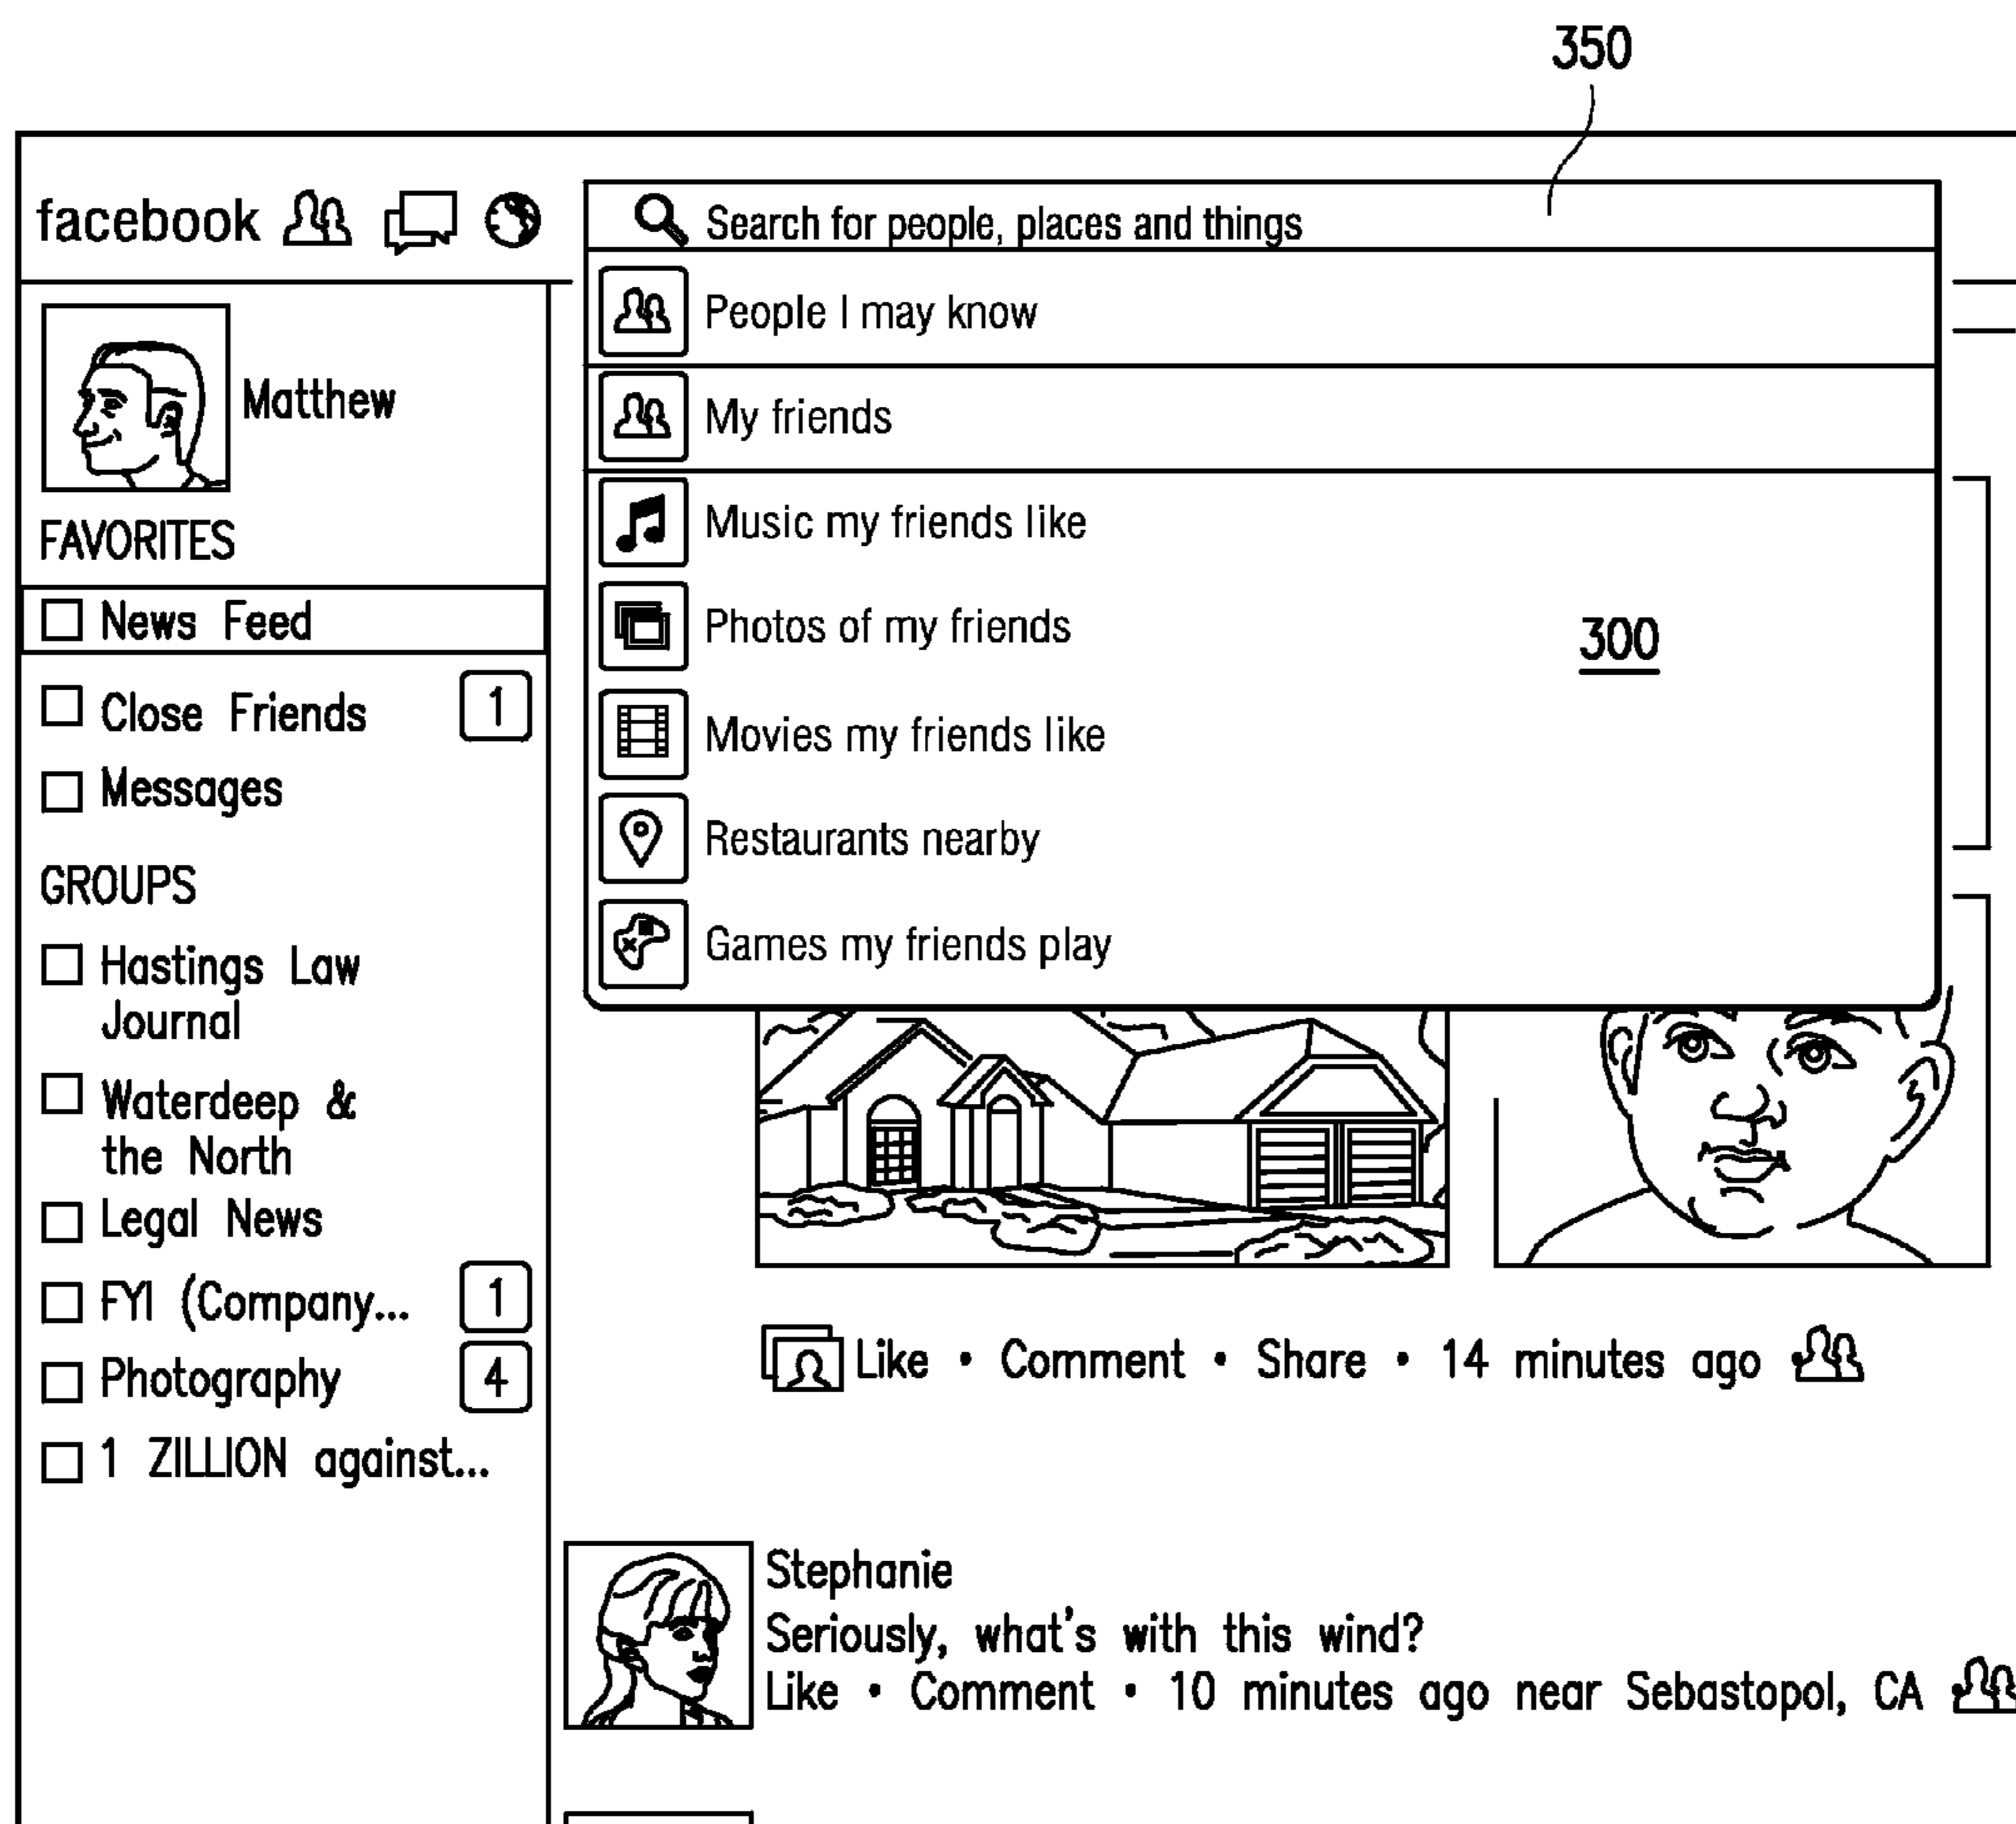 350
facebook
Search for people, places and things
People I may know
My friends
Music my friends like
Photos of my friends
300
Movies my friends like
Restaurants nearby
Games my friends play
Matthew
FAVORITES
News Feed
Close Friends 1
Messages
GROUPS
Hastings Law
Journal
Waterdeep &
the North
Legal News
FYI (Company... 1
Photography 4
1 ZILLION against...
Like • Comment • Share • 14 minutes ago
Stephanie
Seriously, what's with this wind?
Like • Comment • 10 minutes ago near Sebastopol, CA